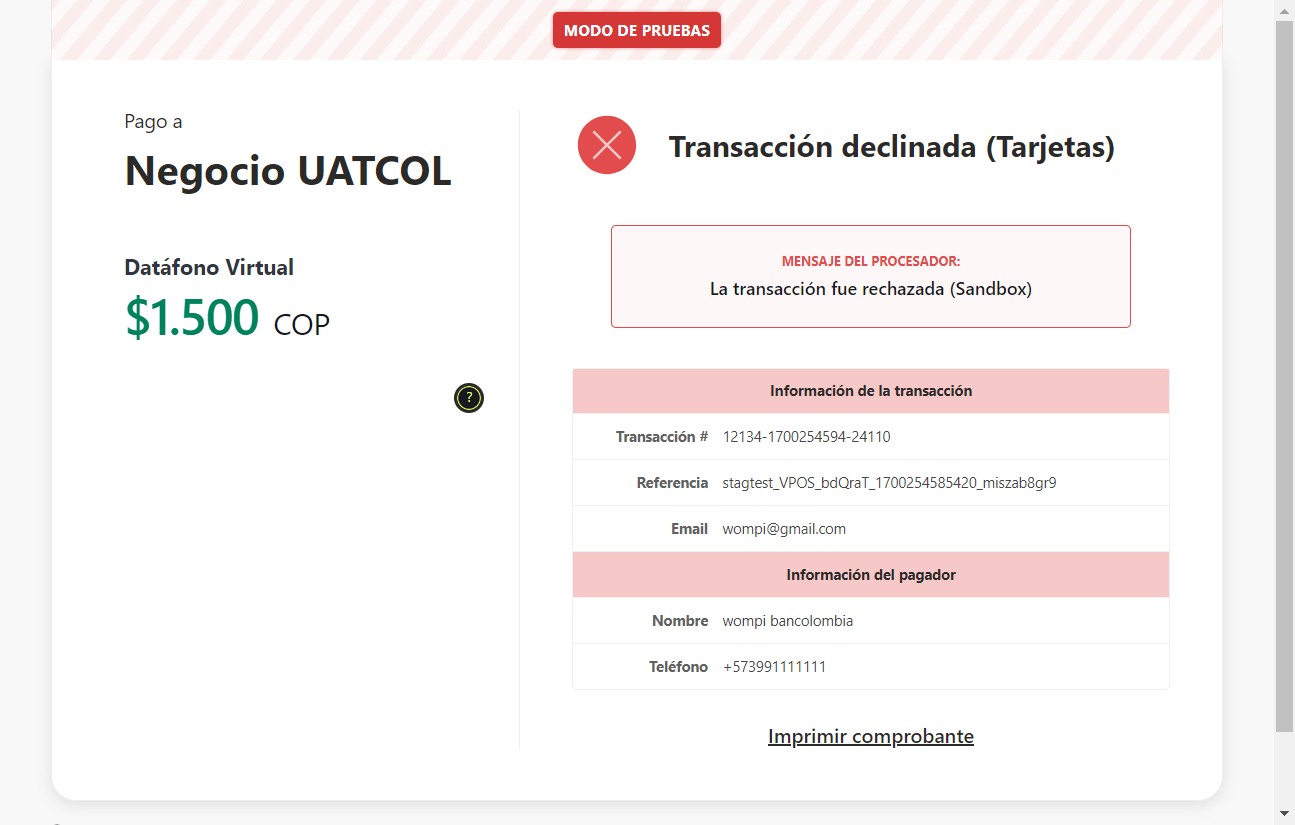 MODO DE PRUEBAS
Pago a
Negocio UATCOL
Datáfono Virtual
$1.500 COP
?
Transacción declinada (Tarjetas)
MENSAJE DEL PROCESADOR:
La transacción fue rechazada (Sandbox)
Información de la transacción
Transacción # 12134-1700254594-24110
Referencia stagtest_VPOS_bdQraT_1700254585420_miszab8gr9
Email wompi@gmail.com
Información del pagador
Nombre wompi bancolombia
Teléfono +573991111111
Imprimir comprobante